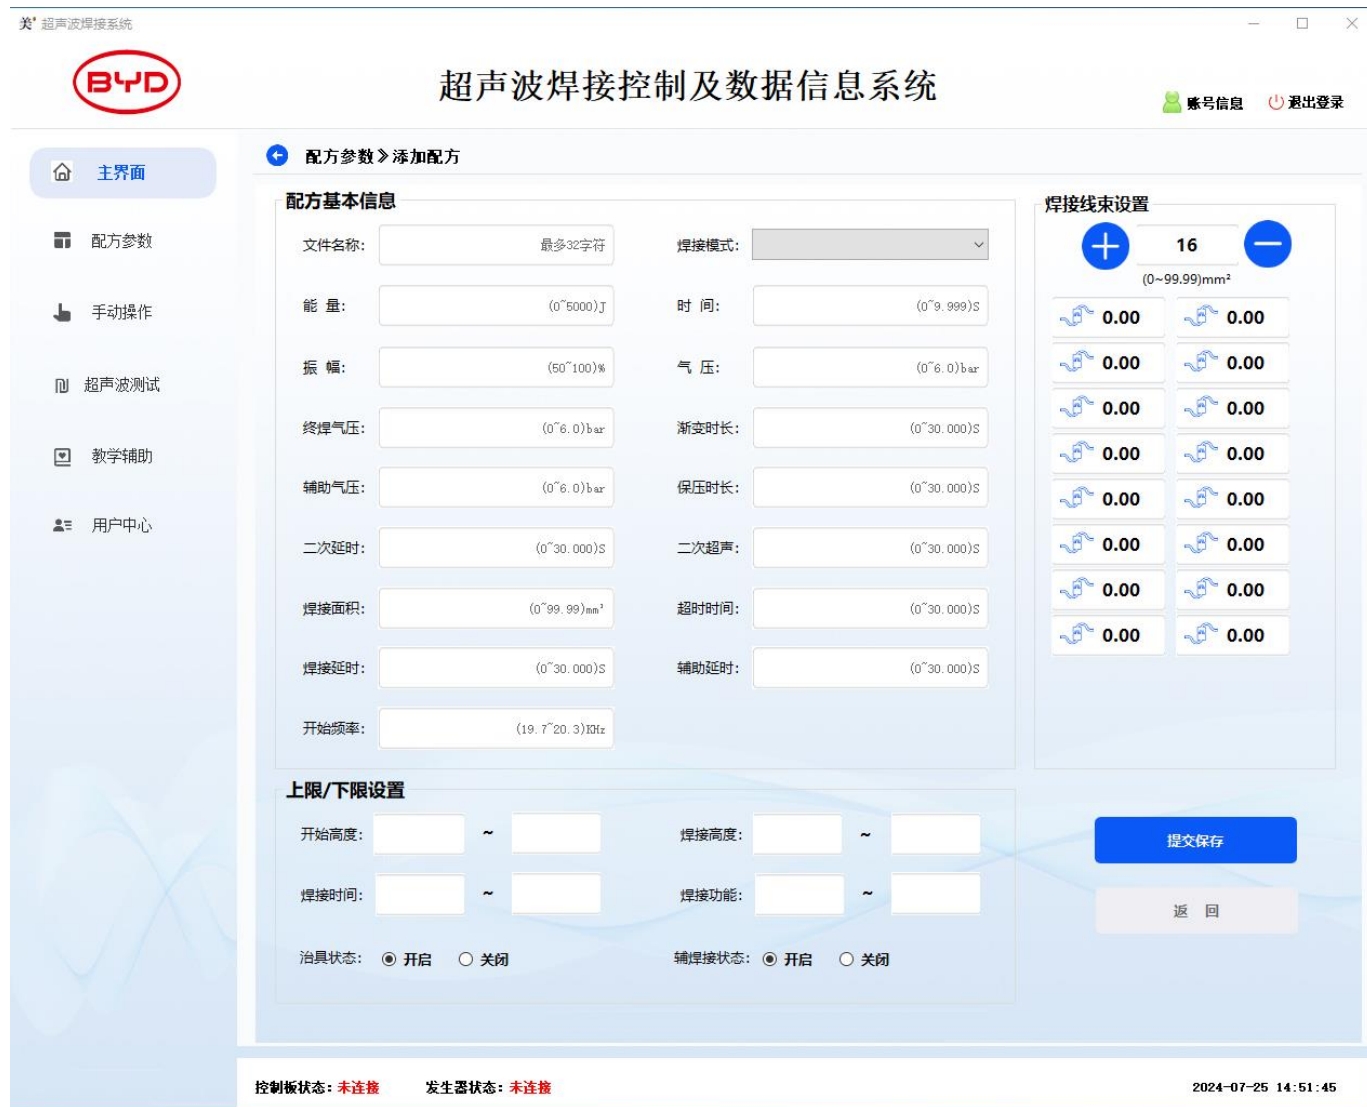 美 超声波焊接系统
BYD
超声波焊接控制及数据信息系统
账号信息 退出登录
主界面
配方参数
手动操作
超声波测试
教学辅助
用户中心
配方参数》添加配方
配方基本信息
文件名称: 最多32字符 焊接模式:
能 量: (0~5000)J 时 间: (0~9.999)S
振 幅: (50~100)% 气 压: (0~6.0)bar
终焊气压: (0~6.0)bar 渐变时长: (0~30.000)S
辅助气压: (0~6.0)bar 保压时长: (0~30.000)S
二次延时: (0~30.000)S 二次超声: (0~30.000)S
焊接面积: (0~99.99)mm² 超时时间: (0~30.000)S
焊接延时: (0~30.000)S 辅助延时: (0~30.000)S
开始频率: (19.7~20.3)KHz
焊接线束设置
16
(0~99.99)mm²
0.00 0.00
0.00 0.00
0.00 0.00
0.00 0.00
0.00 0.00
0.00 0.00
0.00 0.00
0.00 0.00
上限/下限设置
开始高度: ~ 焊接高度: ~
焊接时间: ~ 焊接功能: ~
治具状态: 开启 关闭 辅焊接状态: 开启 关闭
提交保存
返 回
控制板状态: 未连接 发生器状态: 未连接 2024-07-25 14:51:45